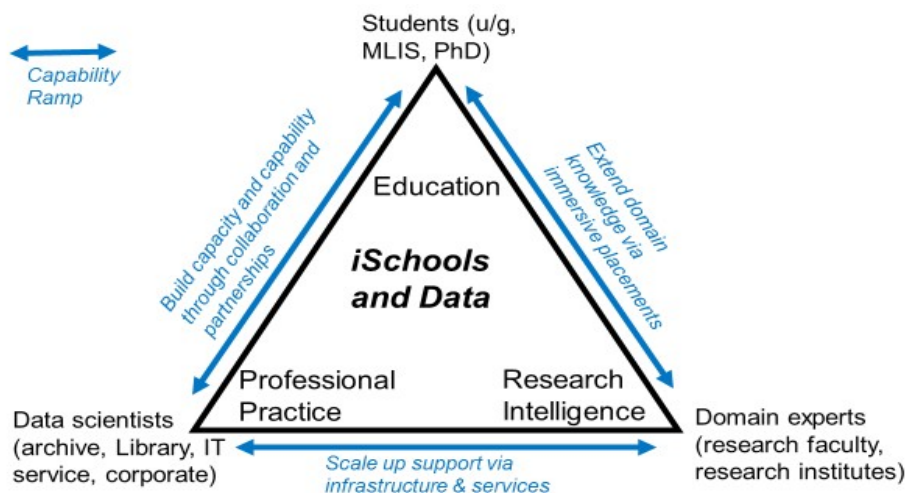 Students (u/g,
MLIS, PhD)
Capability
Ramp
Build capacity and capability
through collaboration and
partnerships
Extend domain
knowledge via
immersive placements
Education
iSchools
and Data
Professional
Practice
Research
Intelligence
Data scientists
(archive, Library, IT
service, corporate)
Domain experts
(research faculty,
research institutes)
Scale up support via
infrastructure & services